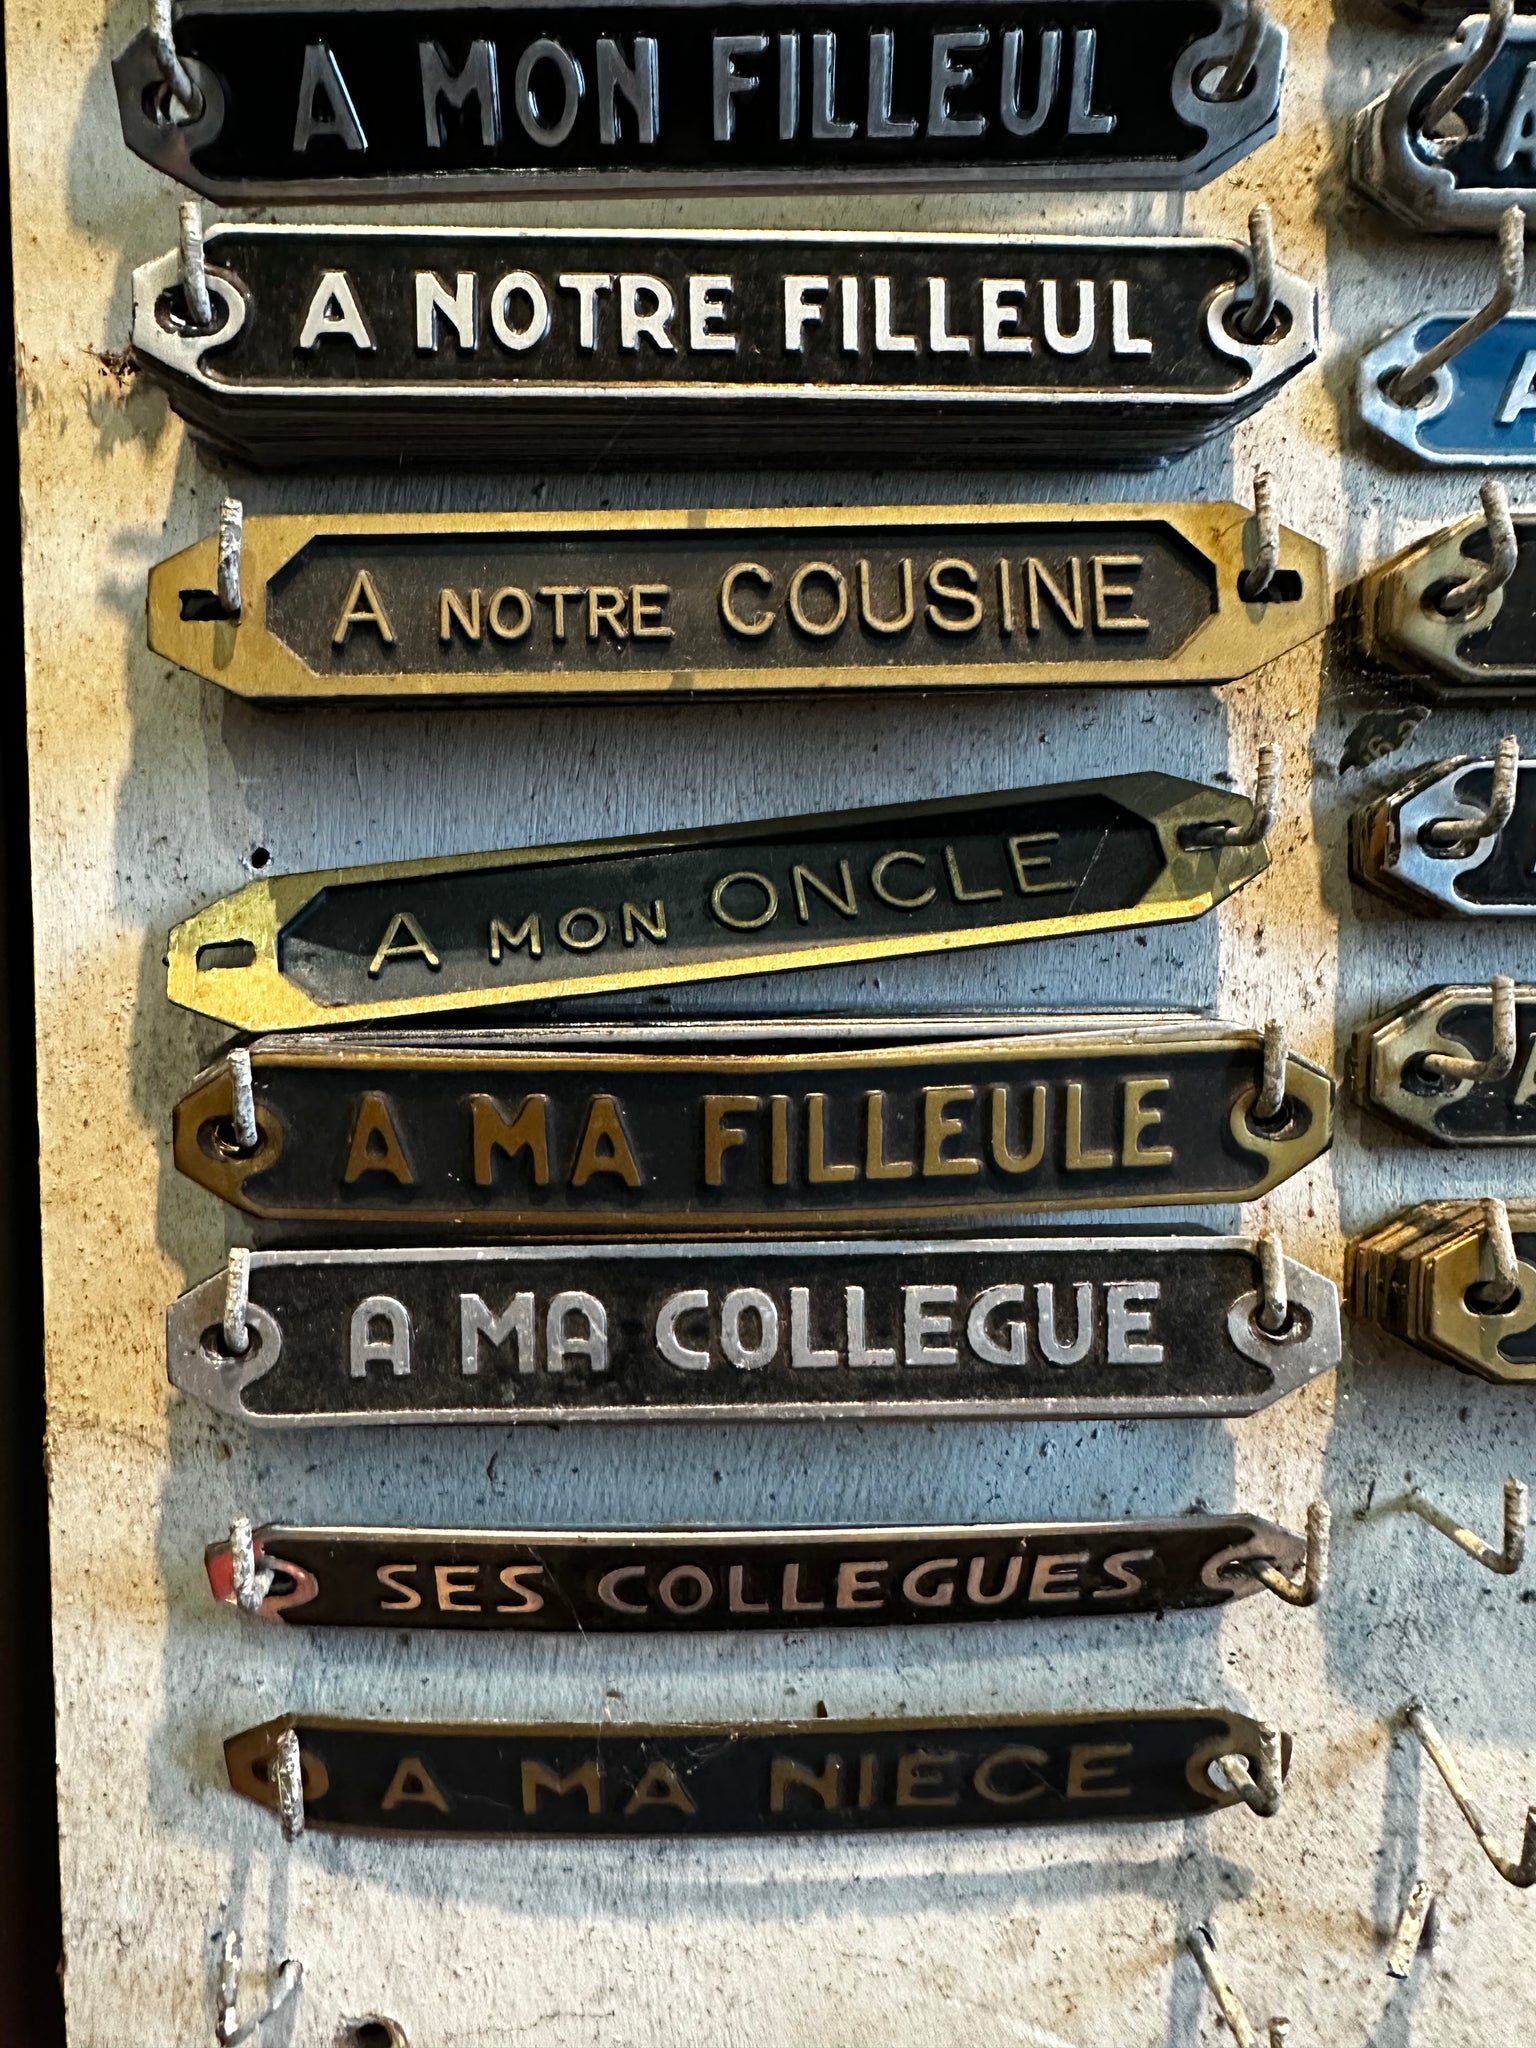 A MON FILLEUL
A NOTRE FILLEUL
A NOTRE COUSINE
A MON ONCLE
A MA FILLEULE
A MA COLLEGUE
SES COLLEGUES
A MA NIECE
A
A